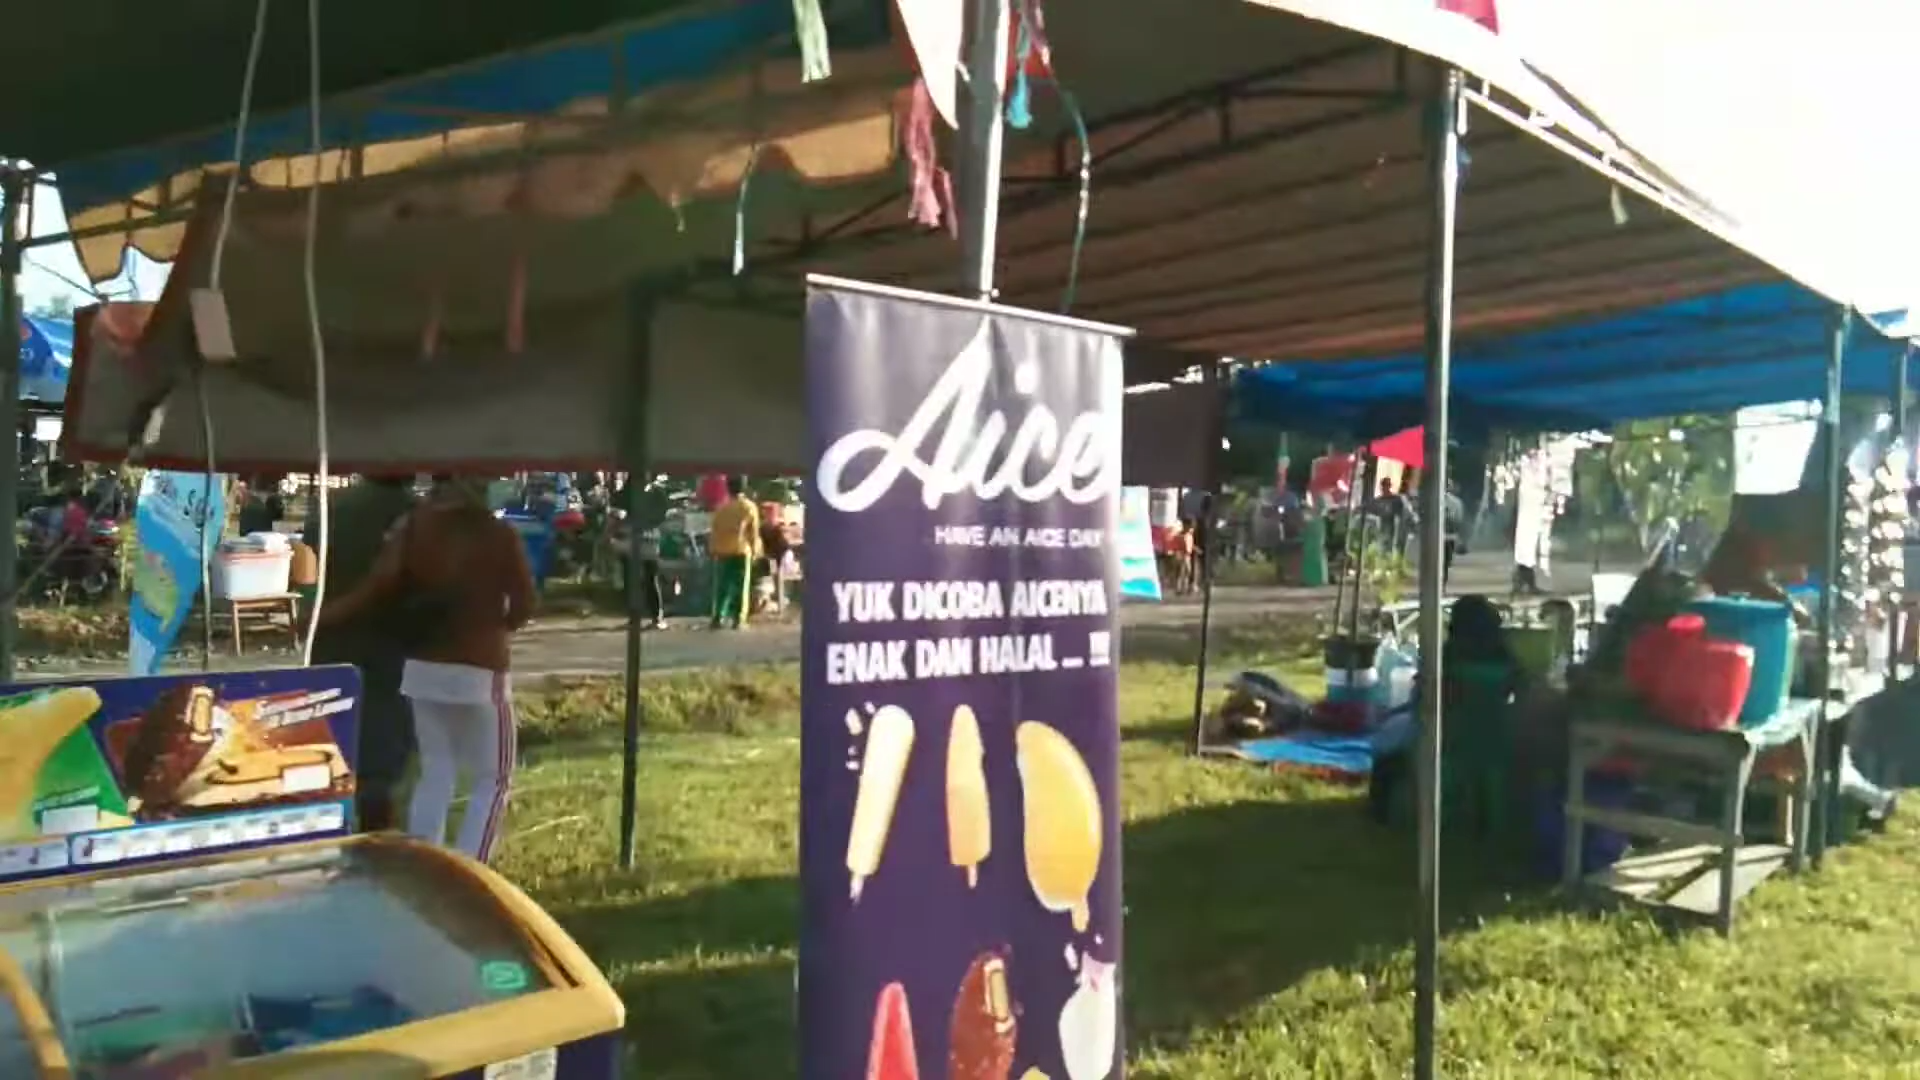 Aice
HAVE AN AICE DAY
YUK DICOBA AICENYA
ENAK DAN HALAL ... !!!